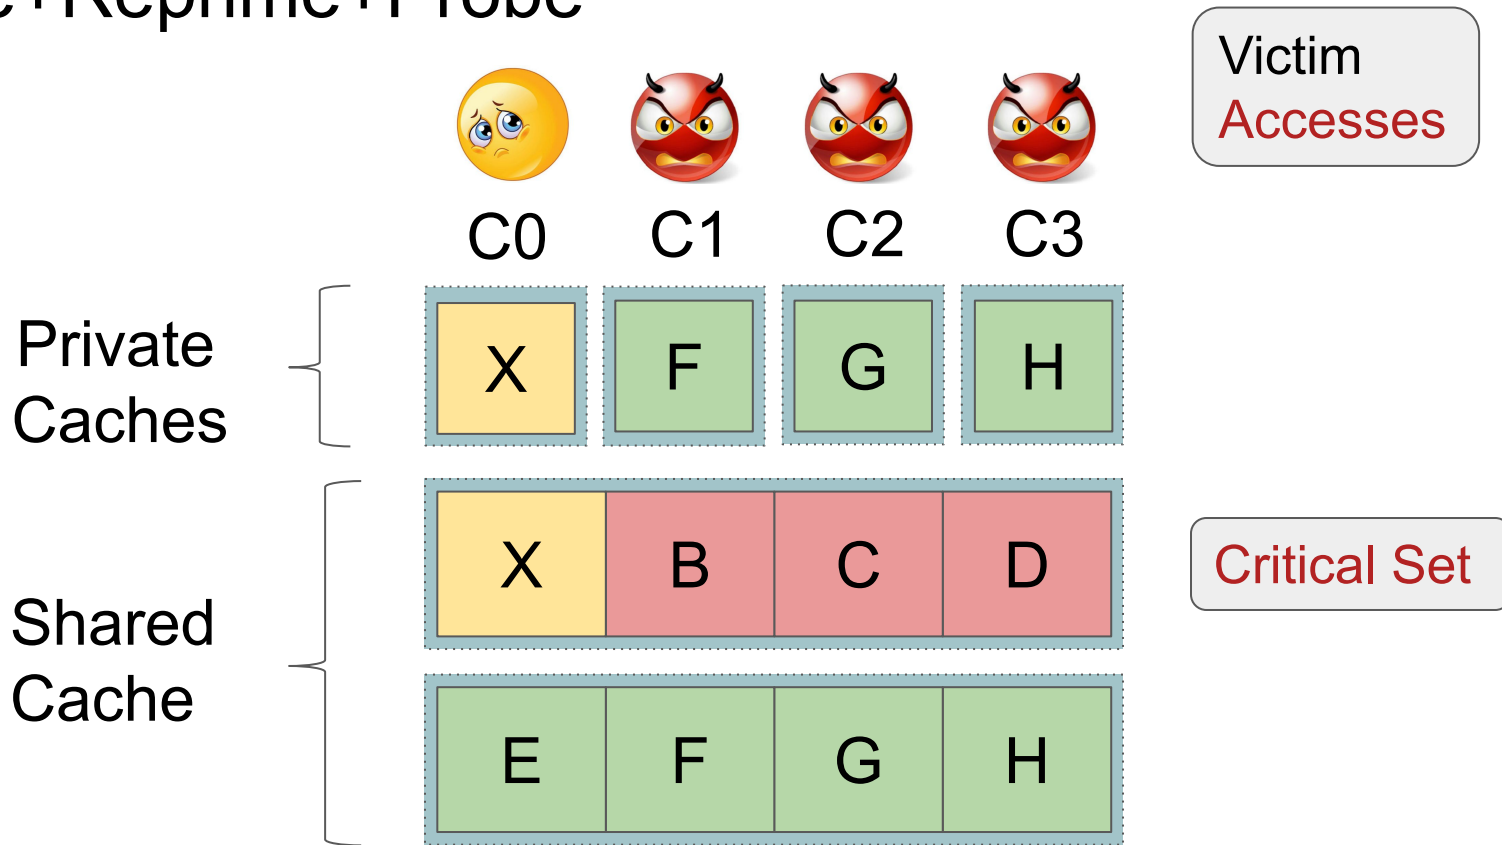 Victim
Accesses
C0 C1 C2 C3
Private
Caches
X F G H
X B C D
Critical Set
Shared
Cache
E F G H